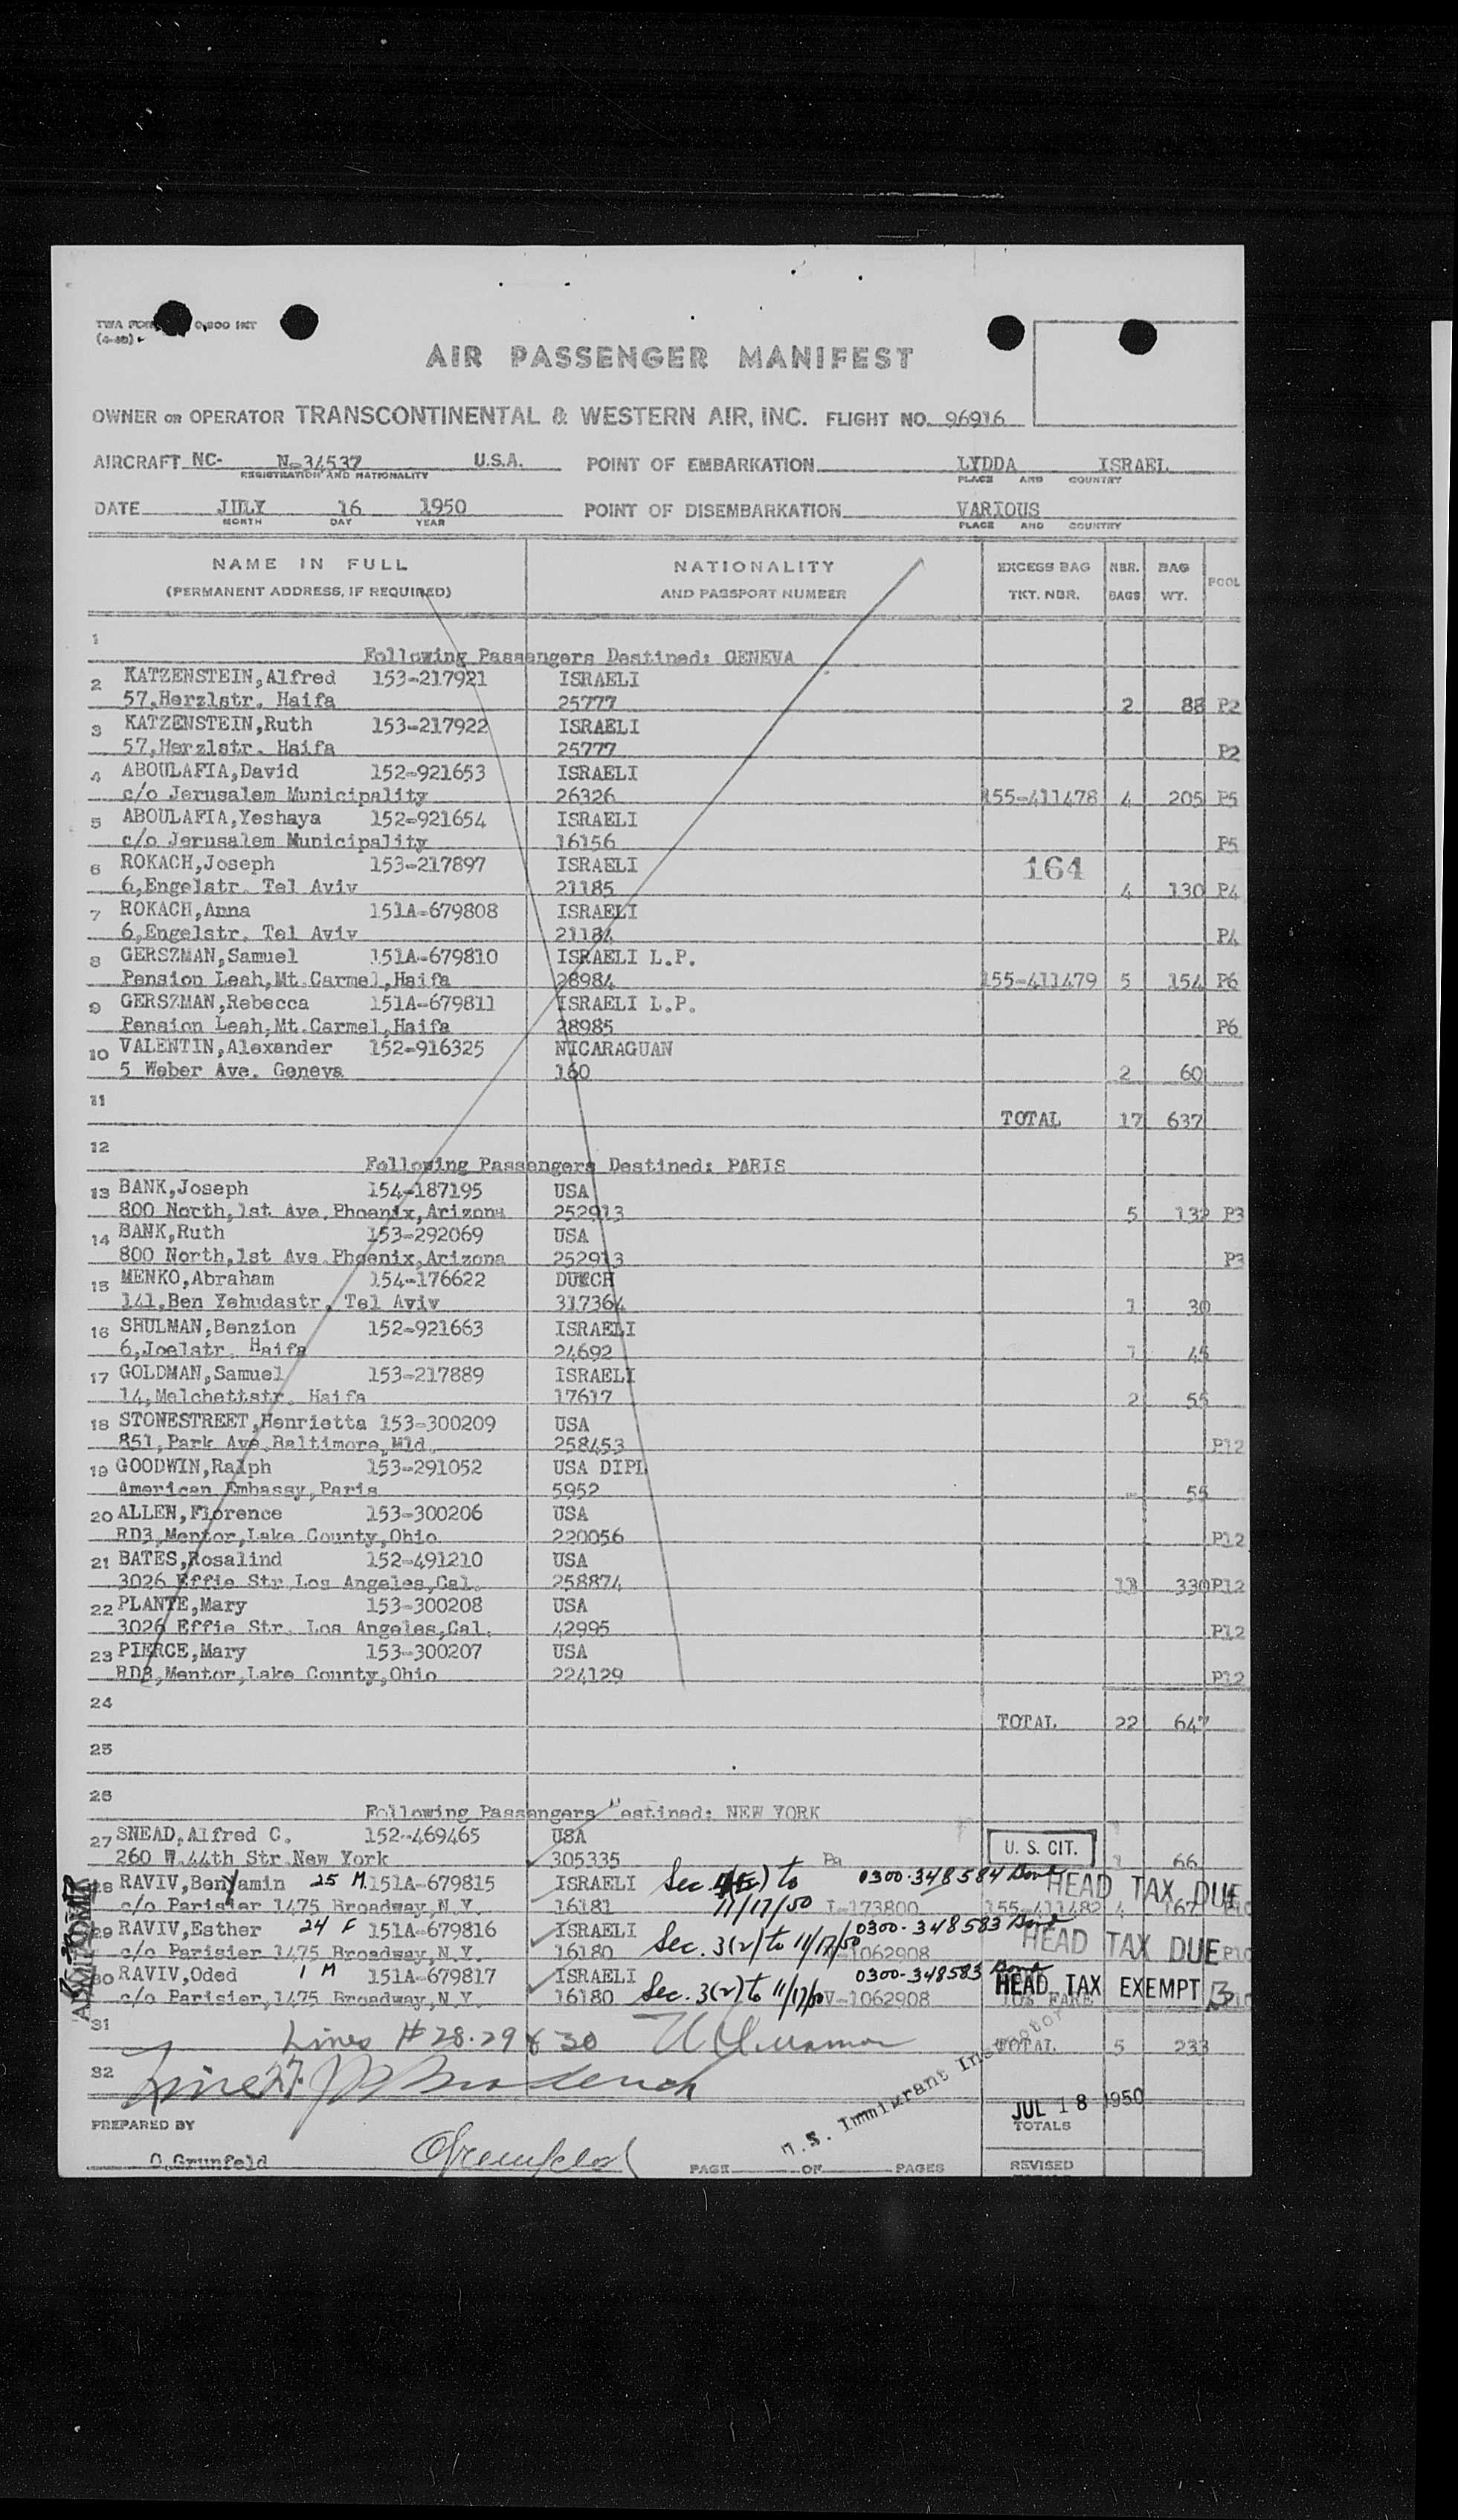 (4-48)
AIR PASSENGER MANIFEST
OWNER OR OPERATOR TRANSCONTINENTAL & WESTERN AIR, INC. FLIGHT NO. 96916
AIRCRAFT NC- N-34537 U.S.A. POINT OF EMBARKATION LYDDA ISRAEL
REGISTRATION AND NATIONALITY PLACE AND COUNTRY
DATE JULY 16 1950 POINT OF DISEMBARKATION VARIOUS
MONTH DAY YEAR PLACE AND COUNTRY
NAME IN FULL NATIONALITY EXCESS BAG NBR. BAG POOL
(PERMANENT ADDRESS, IF REQUIRED) AND PASSPORT NUMBER TKT. NBR. BAGS WT.
1
Following Passengers Destined: GENEVA
2 KATZENSTEIN,Alfred 153-217921 ISRAELI
57,Herzlstr. Haifa 25777 2 88 P2
3 KATZENSTEIN,Ruth 153-217922 ISRAELI
57,Herzlstr. Haifa 25777 P2
4 ABOULAFIA,David 152-921653 ISRAELI
c/o Jerusalem Municipality 26326 155-411478 4 205 P5
5 ABOULAFIA,Yeshaya 152-921654 ISRAELI
c/o Jerusalem Municipality 16156 P5
6 ROKACH,Joseph 153-217897 ISRAELI 164
6,Engelstr. Tel Aviv 21185 4 130 P4
7 ROKACH,Anna 151A-679808 ISRAELI
6,Engelstr. Tel Aviv 21184 P4
8 GERSZMAN,Samuel 151A-679810 ISRAELI L.P.
Pension Leah,Mt.Carmel,Haifa 28984 155-411479 5 154 P6
9 GERSZMAN,Rebecca 151A-679811 ISRAELI L.P.
Pension Leah,Mt.Carmel,Haifa 28985 P6
10 VALENTIN,Alexander 152-916325 NICARAGUAN
5 Weber Ave. Geneva 160 2 60
11
TOTAL 17 637
12
Following Passengers Destined: PARIS
13 BANK,Joseph 154-187195 USA
800 North,1st Ave,Phoenix,Arizona 252913 5 132 P3
14 BANK,Ruth 153-292069 USA
800 North,1st Ave.Phoenix,Arizona 252913 P3
15 MENKO,Abraham 154-176622 DUTCH
141,Ben Yehudastr, Tel Aviv 317364 1 30
16 SHULMAN,Benzion 152-921663 ISRAELI
6,Joelstr. Haifa 24692 1 45
17 GOLDMAN,Samuel 153-217889 ISRAELI
14,Melchettstr. Haifa 17617 2 55
18 STONESTREET,Henrietta 153-300209 USA
851,Park Ave,Baltimore,Mld. 258453 P12
19 GOODWIN,Ralph 153-291052 USA DIPL
American Embassy,Paris 5952 55
20 ALLEN,Florence 153-300206 USA
RD3,Mentor,Lake County,Ohio 220056 P12
21 BATES,Rosalind 152-491210 USA
3026 Effie Str.Los Angeles,Cal. 258874 13 330 P12
22 PLANTE,Mary 153-300208 USA
3026 Effie Str. Los Angeles,Cal. 42995 P12
23 PIERCE,Mary 153-300207 USA
RD3,Mentor,Lake County,Ohio 224129 P12
24
TOTAL 22 647
25
26
Following Passengers Destined: NEW YORK
27 SNEAD,Alfred C. 152-469465 USA U. S. CIT.
260 W.44th Str.New York 305335 1 66
28 RAVIV,Benyamin 25 M 151A-679815 ISRAELI Sec. to 0300-348584 Bond HEAD TAX DUE
c/o Parisier 1475 Broadway,N.Y. 16181 11/17/50 I-173800 155-411482 4 167 P10
29 RAVIV,Esther 24 F 151A-679816 ISRAELI 0300-348583 Bond HEAD TAX DUE
c/o Parisier 1475 Broadway,N.Y. 16180 Sec. 3(2) to 11/17/50 1062908 P10
30 RAVIV,Oded 1 M 151A-679817 ISRAELI 0300-348583 Bond HEAD TAX EXEMPT
c/o Parisier,1475 Broadway,N.Y. 16180 Sec. 3(2) to 11/17/50 V-1062908 10% FARE
31 Lines # 28-29 & 30 TOTAL 5 233
32 Line 27.
U.S. Immigrant Inspector
JUL 18 1950
PREPARED BY TOTALS
O.Grunfeld Grunfeld PAGE OF PAGES REVISED